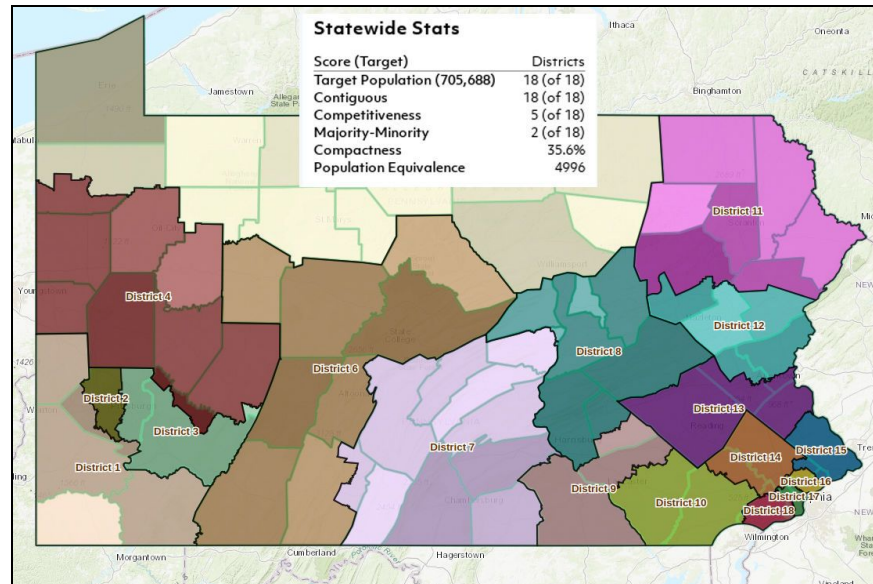 Statewide Stats
Score (Target) Districts
Target Population (705,688) 18 (of 18)
Contiguous 18 (of 18)
Competitiveness 5 (of 18)
Majority-Minority 2 (of 18)
Compactness 35.6%
Population Equivalence 4996
Ithaca
Oneonta
CATSKILL
Jamestown
Binghamton
District 11
Williamsport
District 4
District 12
District 6
District 8
District 2
District 13
District 3
District 15
District 7
District 14
District 1
District 16
District 9
District 10
District 17
District 18
Chambersburg
Wilmington
Morgantown
Cumberland
Hagerstown
Vineland